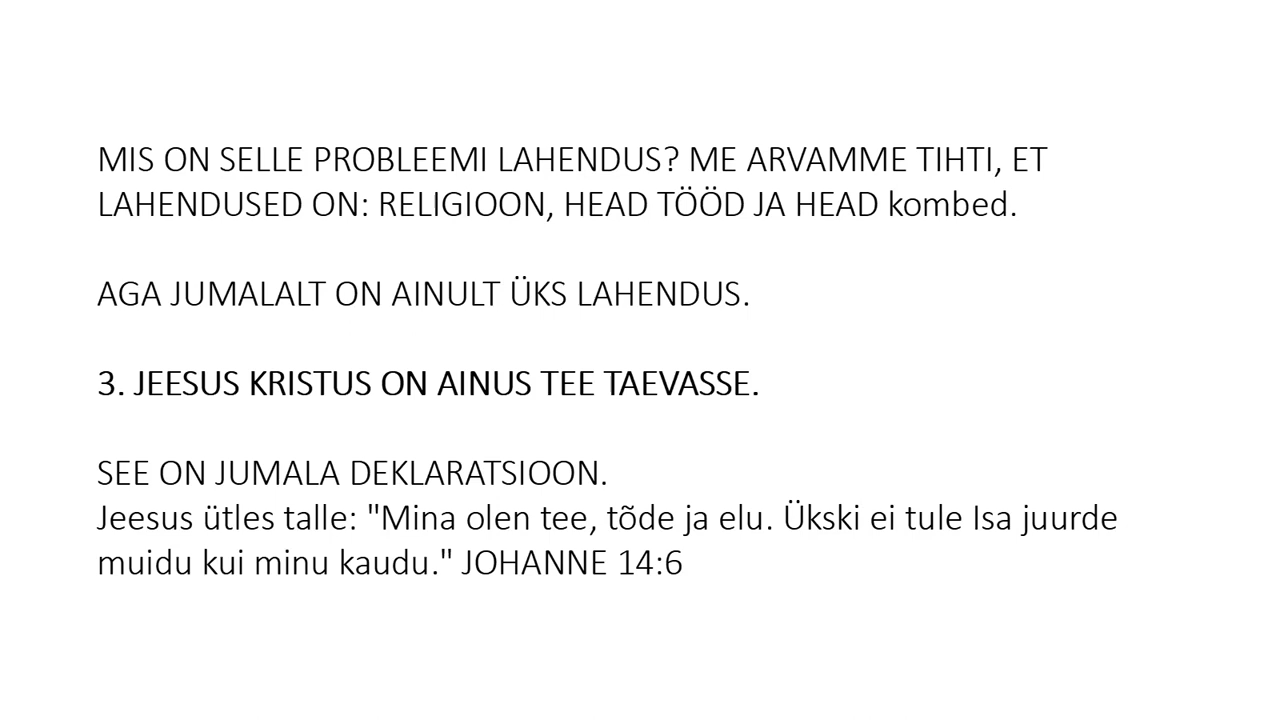 MIS ON SELLE PROBLEEMI LAHENDUS? ME ARVAMME TIHTI, ET
LAHENDUSED ON: RELIGIOON, HEAD TÖÖD JA HEAD kombed.
AGA JUMALALT ON AINULT ÜKS LAHENDUS.
3. JEESUS KRISTUS ON AINUS TEE TAEVASSE.
SEE ON JUMALA DEKLARATSIOON.
Jeesus ütles talle: "Mina olen tee, tõde ja elu. Ükski ei tule Isa juurde
muidu kui minu kaudu." JOHANNE 14:6